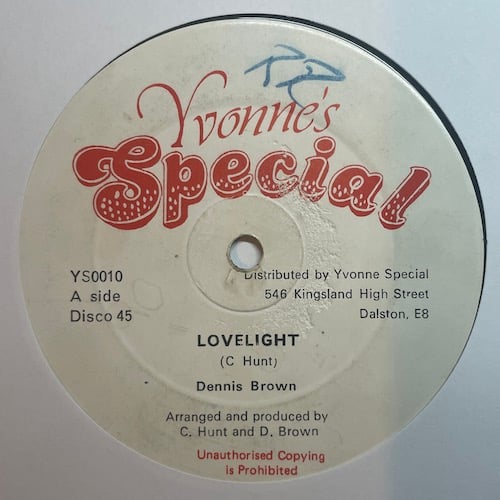 Yvonne's
Special
YS0010
A side
Disco 45
Distributed by Yvonne Special
546 Kingsland High Street
Dalston, E8
LOVELIGHT
(C Hunt)
Dennis Brown
Arranged and produced by
C. Hunt and D. Brown
Unauthorised Copying
is Prohibited